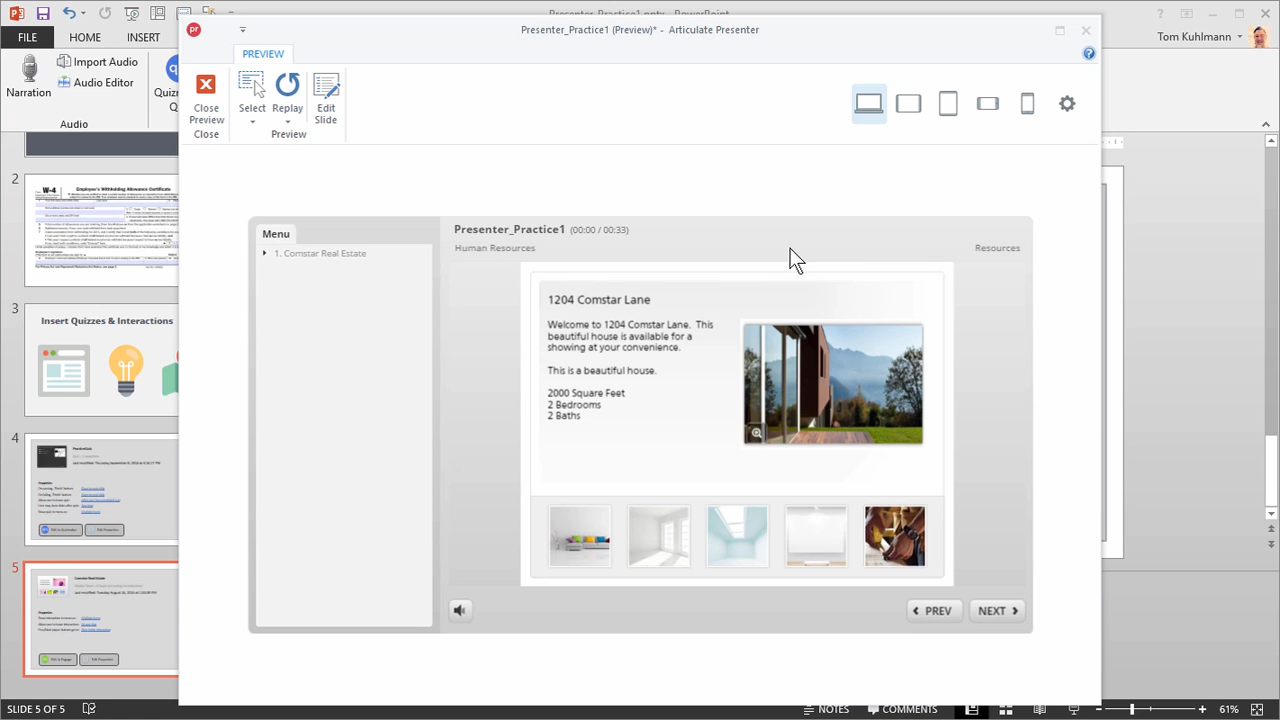 Presenter_Practice1.pptx - PowerPoint
Presenter_Practice1 (Preview)* - Articulate Presenter
FILE
HOME
INSERT
PREVIEW
Tom Kuhlmann
Narration
Import Audio
Audio Editor
Audio
Close Preview
Close
Select
Replay
Edit Slide
Preview
2
W-4
Employee's Withholding Allowance Certificate
3
Insert Quizzes & Interactions
4
5
Comstar Real Estate
Menu
1. Comstar Real Estate
Presenter_Practice1 (00:00 / 00:33)
Human Resources
Resources
1204 Comstar Lane
Welcome to 1204 Comstar Lane. This
beautiful house is available for a
showing at your convenience.
This is a beautiful house.
2000 Square Feet
2 Bedrooms
2 Baths
PREV
NEXT
SLIDE 5 OF 5
NOTES
COMMENTS
61%